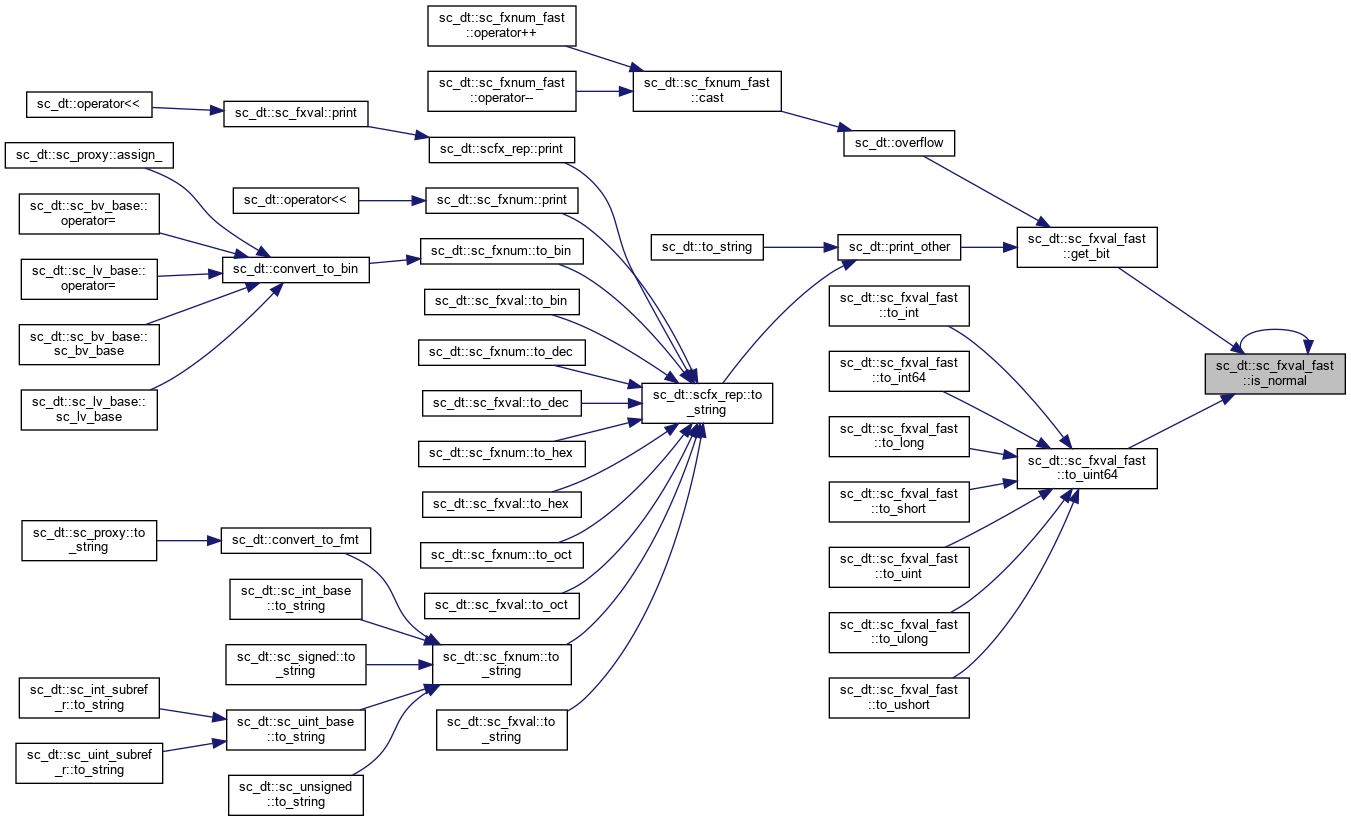 sc_dt::operator<<
sc_dt::sc_proxy::assign_
sc_dt::sc_bv_base::
operator=
sc_dt::sc_lv_base::
operator=
sc_dt::sc_bv_base::
sc_bv_base
sc_dt::sc_lv_base::
sc_lv_base
sc_dt::sc_proxy::to
_string
sc_dt::sc_int_subref
_r::to_string
sc_dt::sc_uint_subref
_r::to_string
sc_dt::sc_fxval::print
sc_dt::operator<<
sc_dt::convert_to_bin
sc_dt::convert_to_fmt
sc_dt::sc_int_base
::to_string
sc_dt::sc_signed::to
_string
sc_dt::sc_uint_base
::to_string
sc_dt::sc_unsigned
::to_string
sc_dt::sc_fxnum_fast
::operator++
sc_dt::sc_fxnum_fast
::operator--
sc_dt::scfx_rep::print
sc_dt::sc_fxnum::print
sc_dt::sc_fxnum::to_bin
sc_dt::sc_fxval::to_bin
sc_dt::sc_fxnum::to_dec
sc_dt::sc_fxval::to_dec
sc_dt::sc_fxnum::to_hex
sc_dt::sc_fxval::to_hex
sc_dt::sc_fxnum::to_oct
sc_dt::sc_fxval::to_oct
sc_dt::sc_fxnum::to
_string
sc_dt::sc_fxval::to
_string
sc_dt::sc_fxnum_fast
::cast
sc_dt::to_string
sc_dt::scfx_rep::to
_string
sc_dt::overflow
sc_dt::print_other
sc_dt::sc_fxval_fast
::to_int
sc_dt::sc_fxval_fast
::to_int64
sc_dt::sc_fxval_fast
::to_long
sc_dt::sc_fxval_fast
::to_short
sc_dt::sc_fxval_fast
::to_uint
sc_dt::sc_fxval_fast
::to_ulong
sc_dt::sc_fxval_fast
::to_ushort
sc_dt::sc_fxval_fast
::get_bit
sc_dt::sc_fxval_fast
::to_uint64
sc_dt::sc_fxval_fast
::is_normal